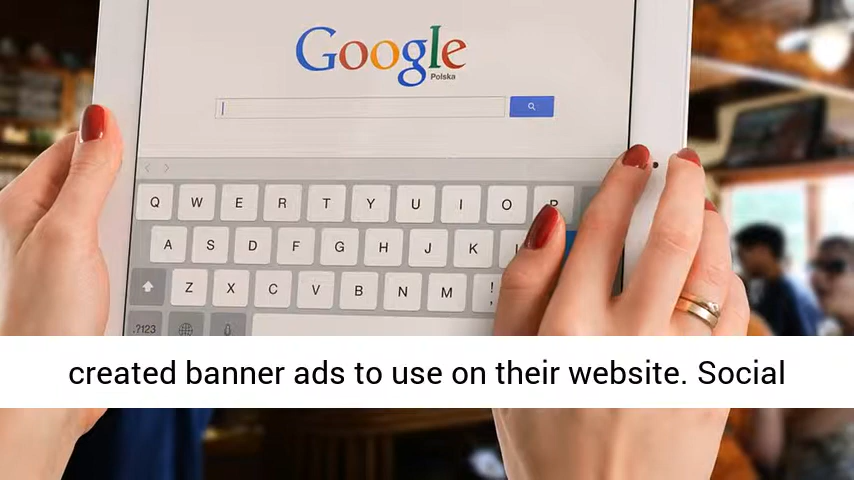 Google
Polska
Q W E R T Y U I O P
A S D F G H J K
Z X C V B N M ! ,
.?123
created banner ads to use on their website. Social